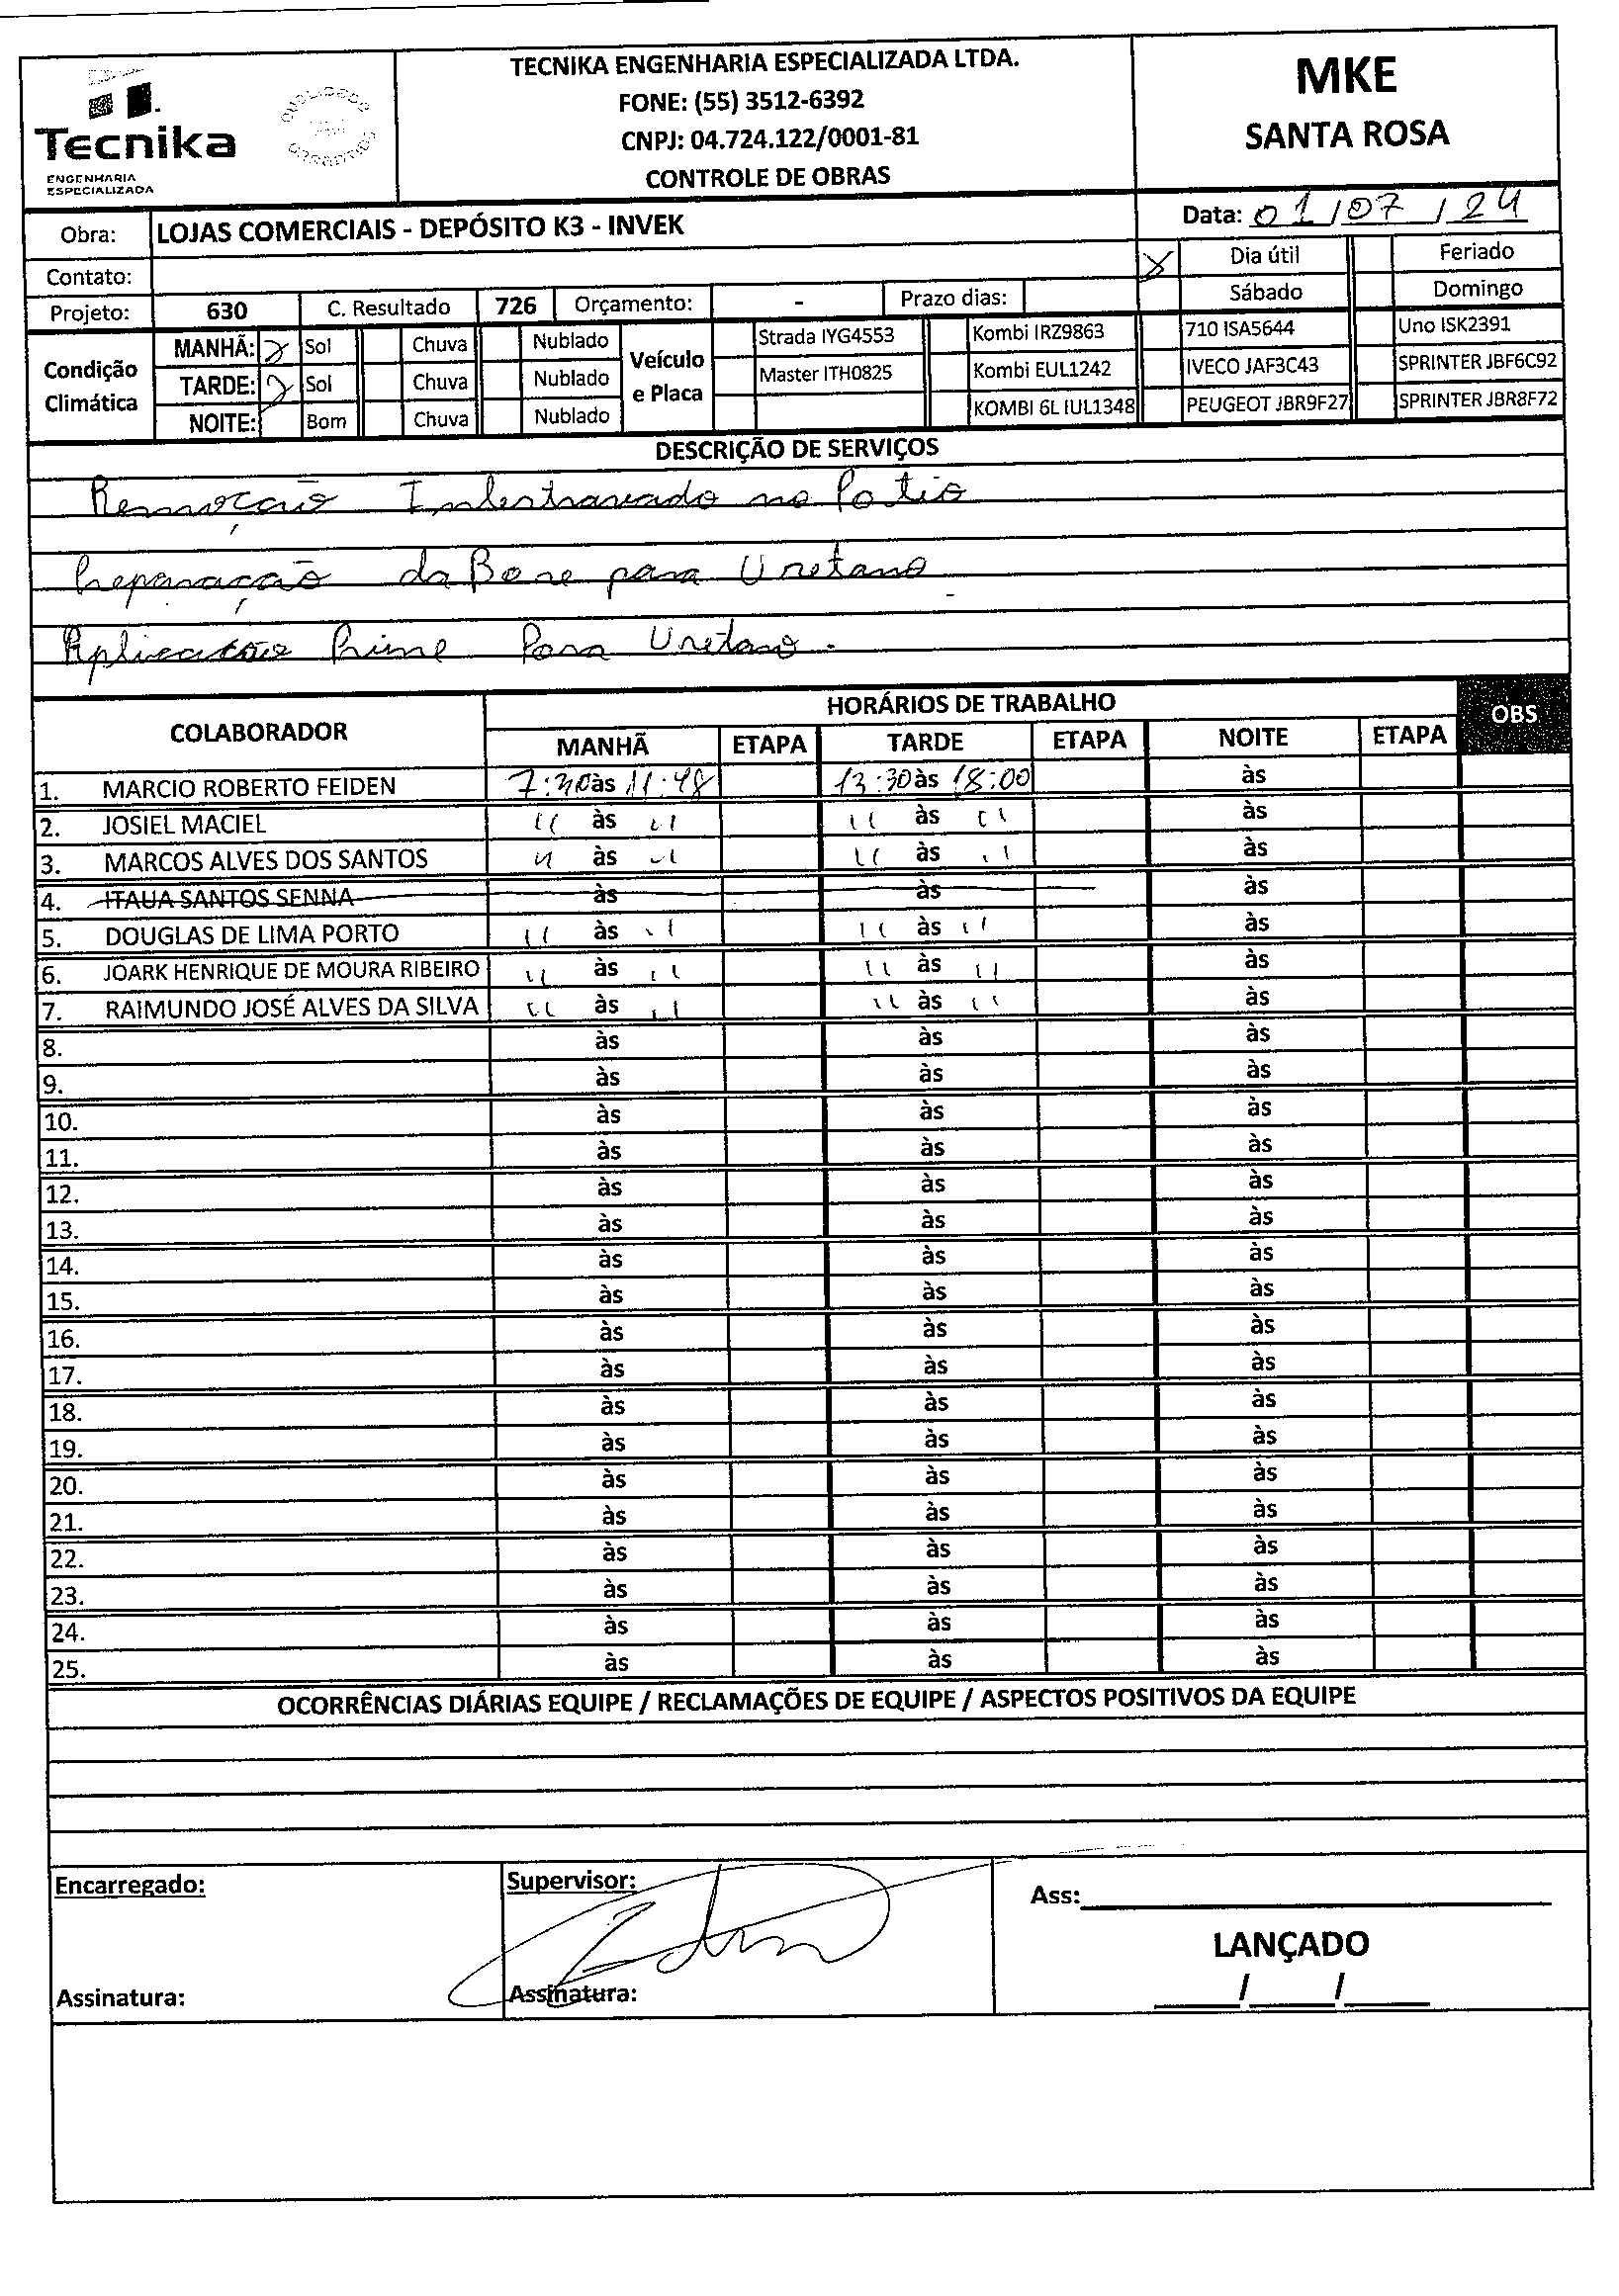 TECNIKA ENGENHARIA ESPECIALIZADA LTDA.
FONE: (55) 3512-6392
CNPJ: 04.724.122/0001-81
CONTROLE DE OBRAS
Tecnika
ENGENHARIA
ESPECIALIZADA
MKE
SANTA ROSA
Obra: LOJAS COMERCIAIS - DEPÓSITO K3 - INVEK Data: 01/07/24
Contato: X Dia útil Feriado
Projeto: 630 C. Resultado 726 Orçamento: - Prazo dias: Sábado Domingo
Condição Climática
MANHÃ: X Sol Chuva Nublado
TARDE: X Sol Chuva Nublado
NOITE: Bom Chuva Nublado
Veículo e Placa
Strada IYG4553 Kombi IRZ9863 710 ISA5644 Uno ISK2391
Master ITH0825 Kombi EUL1242 IVECO JAF3C43 SPRINTER JBF6C92
KOMBI 6L IUL1348 PEUGEOT JBR9F27 SPRINTER JBR8F72
DESCRIÇÃO DE SERVIÇOS
Remoção Intestravado no Patio
Preparação da Base para Uretano
Aplicação Prime Para Uretano.
COLABORADOR HORÁRIOS DE TRABALHO OBS
MANHÃ ETAPA TARDE ETAPA NOITE ETAPA
1. MARCIO ROBERTO FEIDEN 7:30 às 11:48 13:30 às 18:00 às
2. JOSIEL MACIEL " às " " às " às
3. MARCOS ALVES DOS SANTOS " às " " às " às
4. ITAUA SANTOS SENNA às às às
5. DOUGLAS DE LIMA PORTO " às " " às " às
6. JOARK HENRIQUE DE MOURA RIBEIRO " às " " às " às
7. RAIMUNDO JOSÉ ALVES DA SILVA " às " " às " às
8. às às às
9. às às às
10. às às às
11. às às às
12. às às às
13. às às às
14. às às às
15. às às às
16. às às às
17. às às às
18. às às às
19. às às às
20. às às às
21. às às às
22. às às às
23. às às às
24. às às às
25. às às às
OCORRÊNCIAS DIÁRIAS EQUIPE / RECLAMAÇÕES DE EQUIPE / ASPECTOS POSITIVOS DA EQUIPE
Encarregado: Supervisor: Ass:
LANÇADO
Assinatura: Assinatura: / /